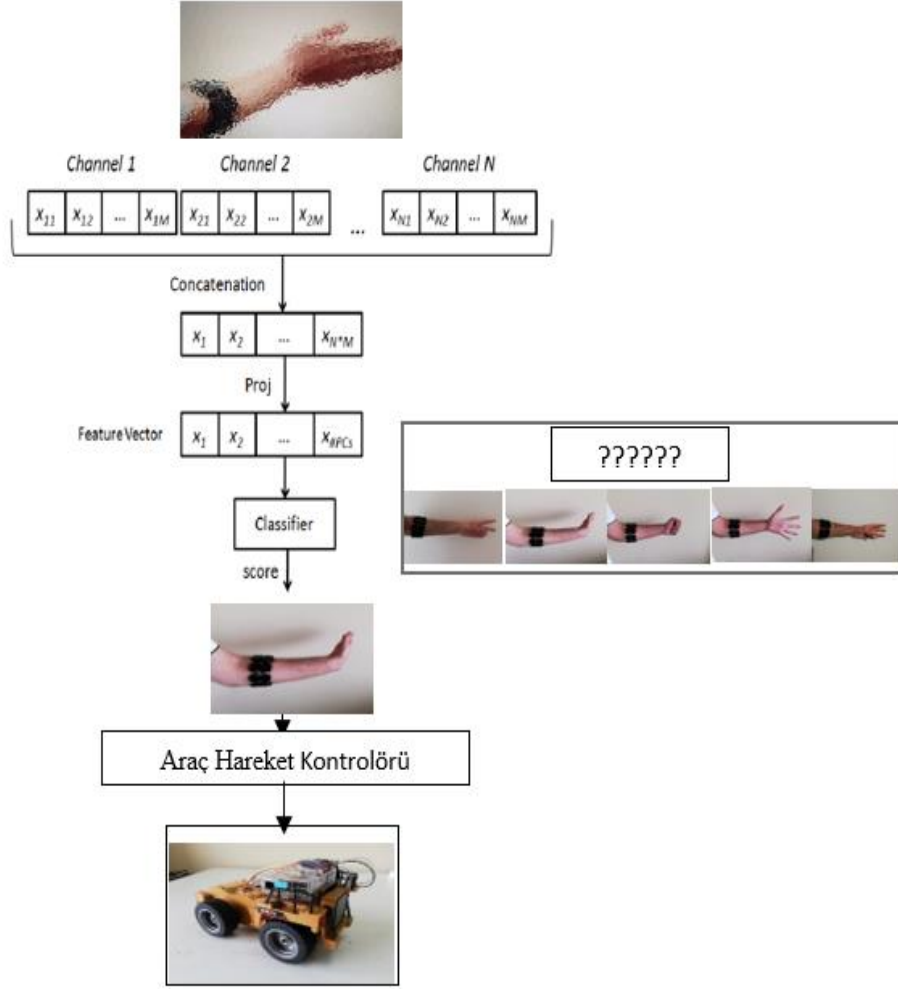 Channel 1 Channel 2 Channel N
X11 X12 ... X1M X21 X22 ... X2M ... XN1 XN2 ... XNM
Concatenation
x1 x2 ... xN*M
Proj
Feature Vector x1 x2 ... x#PCs
??????
Classifier
score
Araç Hareket Kontrolörü